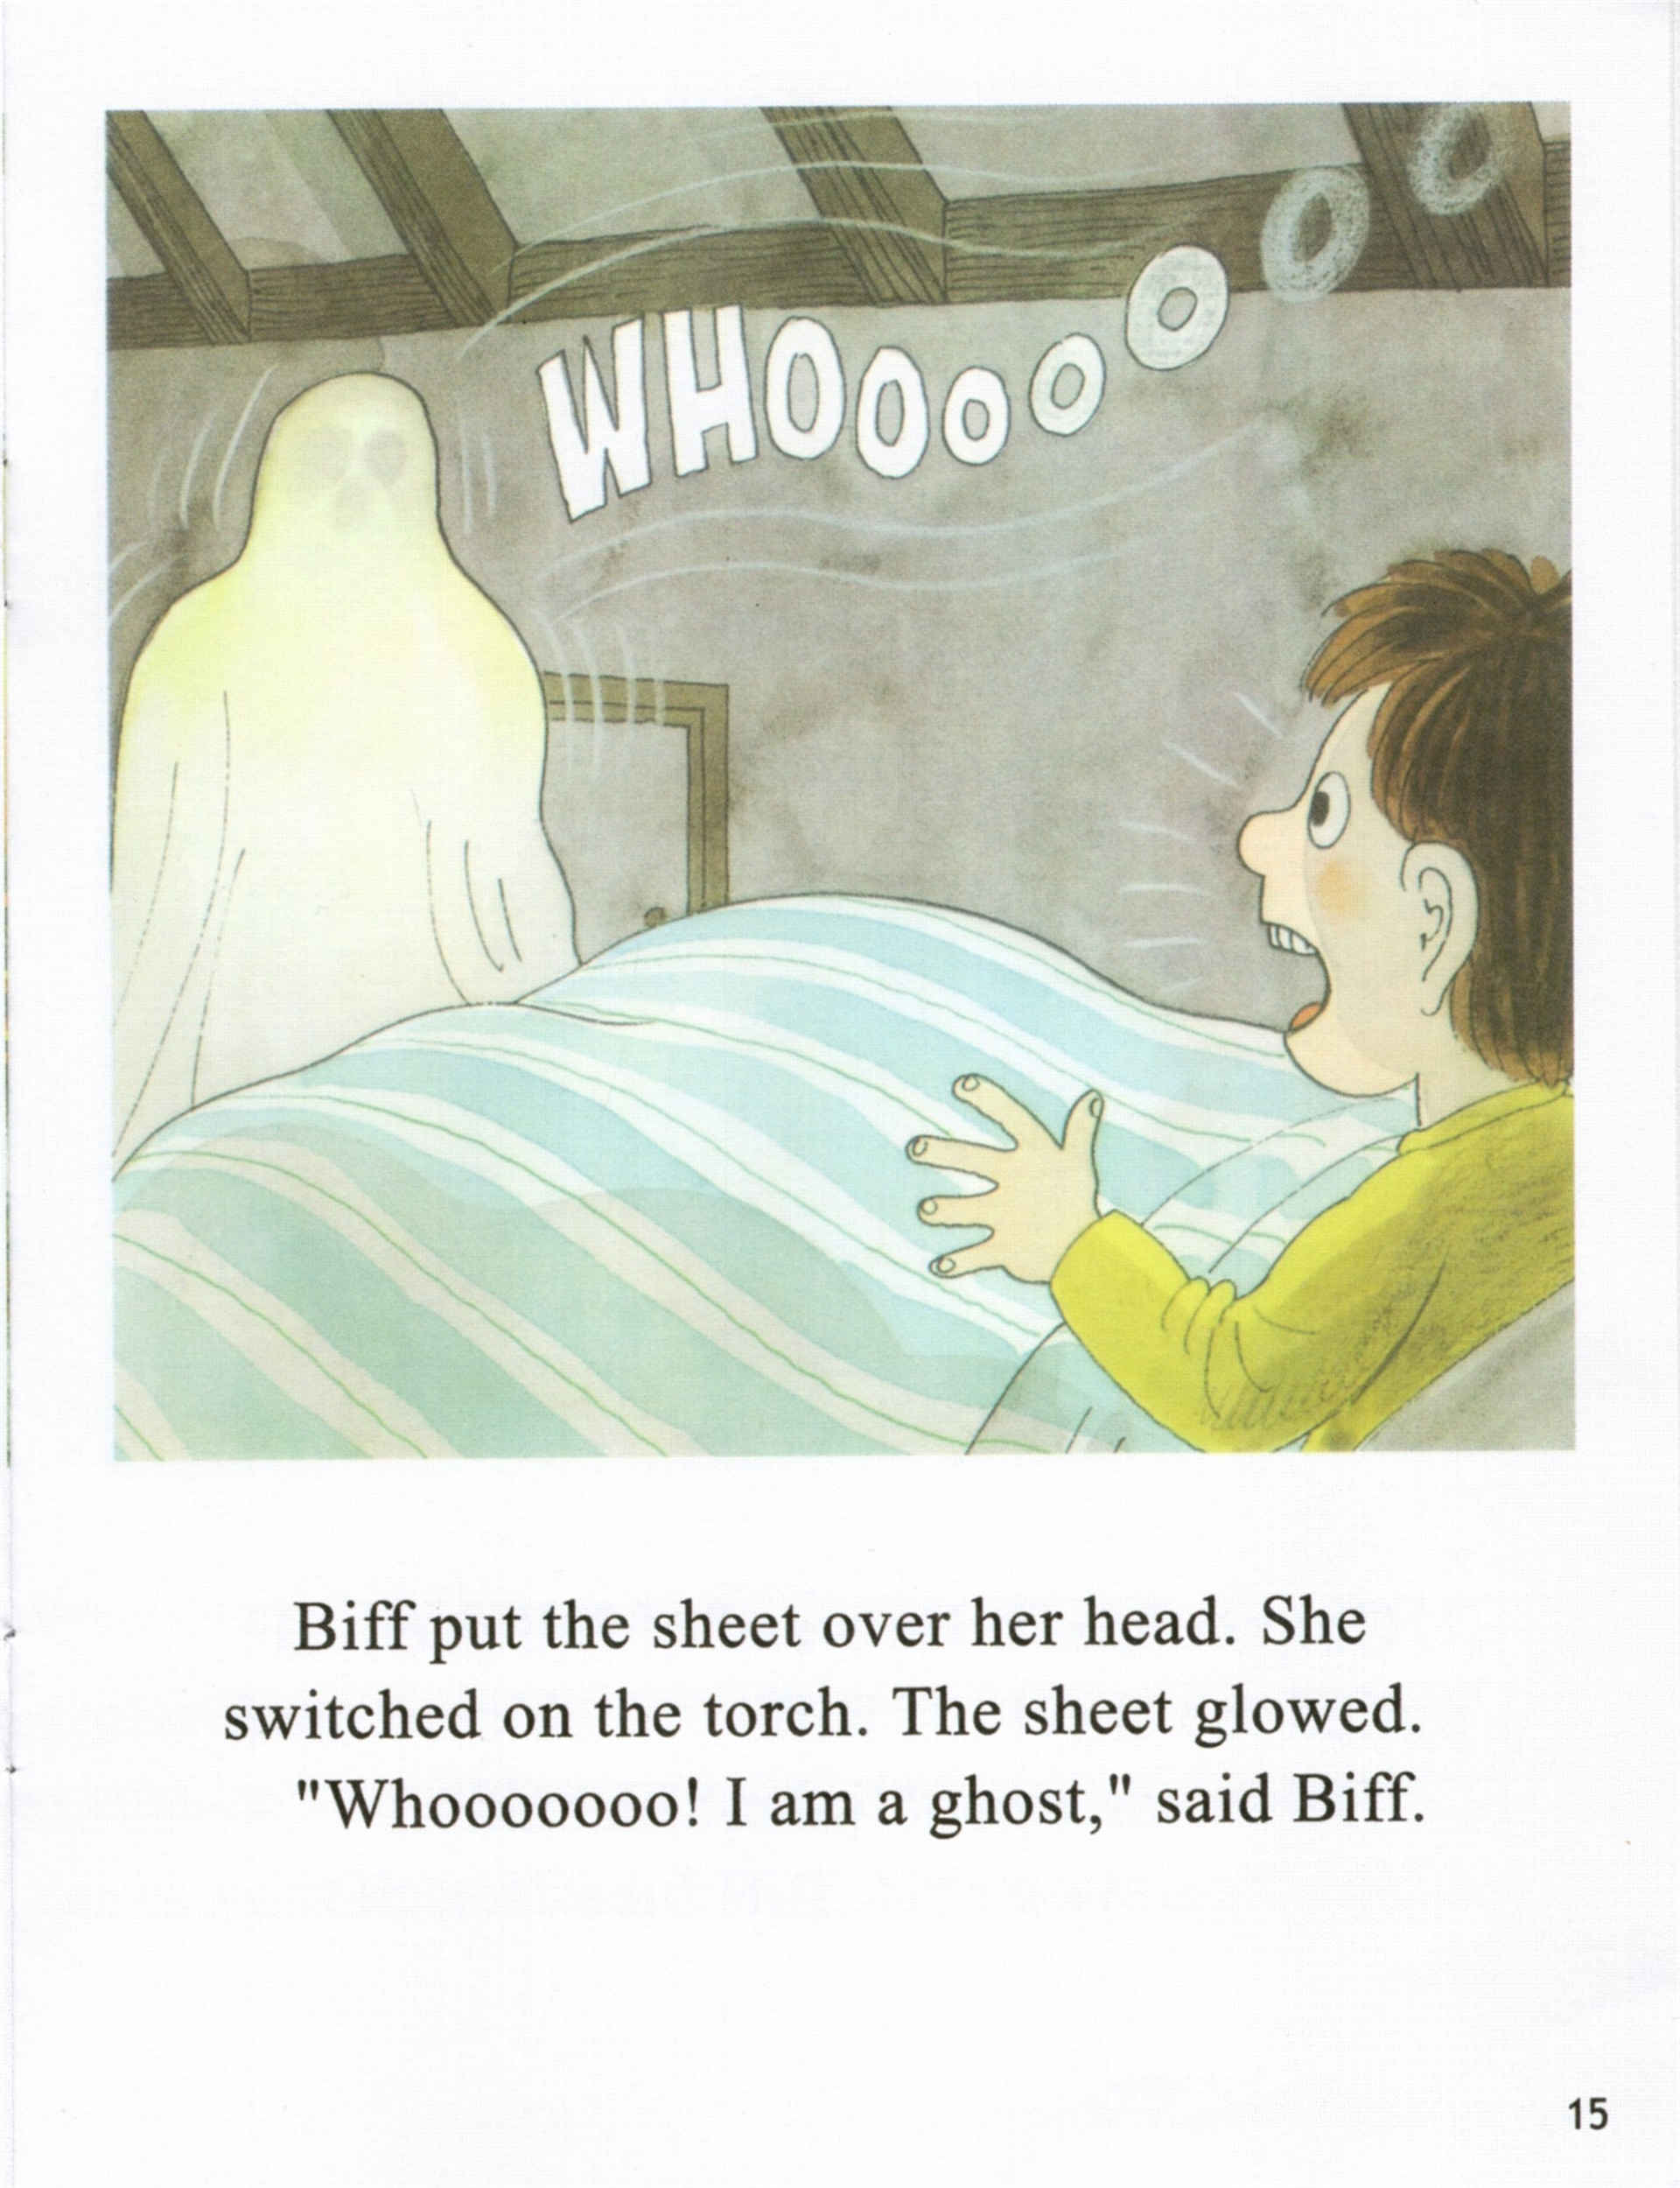 WHOOOOOOO
Biff put the sheet over her head. She
switched on the torch. The sheet glowed.
"Whooooooo! I am a ghost," said Biff.
15